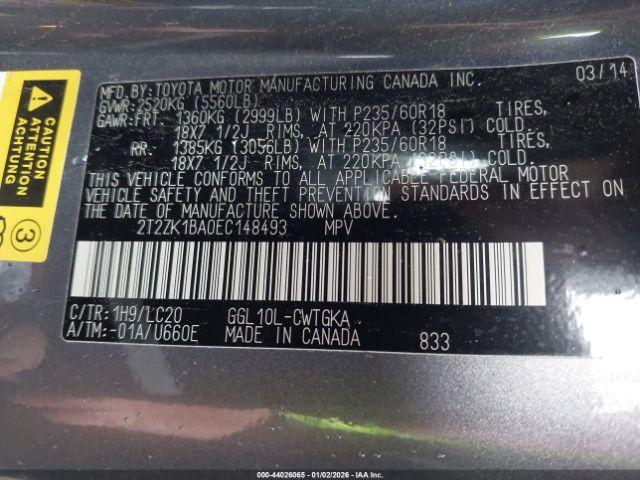 MFD.BY:TOYOTA MOTOR MANUFACTURING CANADA INC. 03/14
GVWR:2520KG (5560LB)
GAWR:FRT 1360KG (2999LB) WITH P235/60R18 TIRES,
18X7 1/2J RIMS, AT 220KPA (32PSI) COLD.
RR. 1385KG (3056LB) WITH P235/60R18 TIRES,
18X7 1/2J RIMS, AT 220KPA (32PSI) COLD.
THIS VEHICLE CONFORMS TO ALL APPLICABLE FEDERAL MOTOR
VEHICLE SAFETY AND THEFT PREVENTION STANDARDS IN EFFECT ON
THE DATE OF MANUFACTURE SHOWN ABOVE.
2T2ZK1BA0EC148493 MPV
C/TR:1H9/LC20 GGL10L-CWTGKA
A/TM:-01A/U660E MADE IN CANADA 833
CAUTION
ATTENTION
3
000-44026065 - 01/02/2026 - IAAI.COM